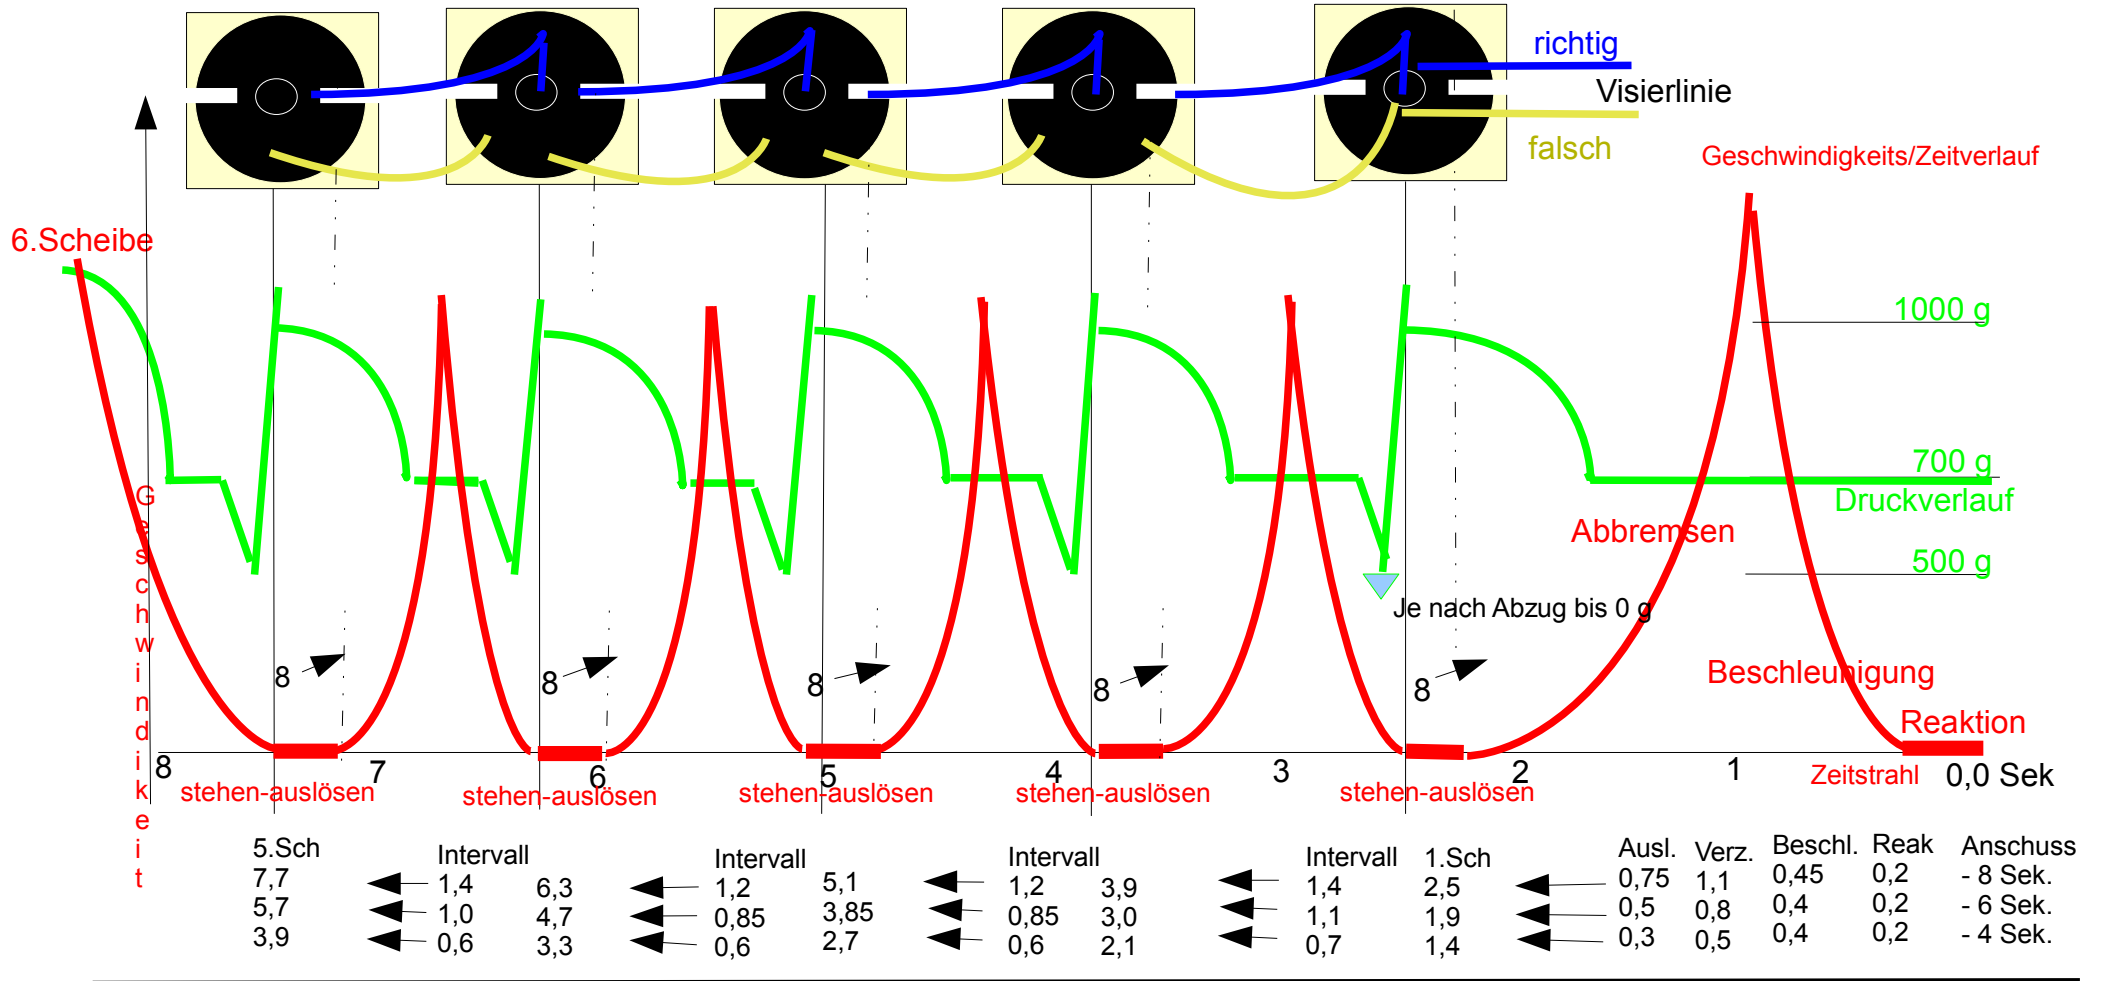 richtig
Visierlinie
falsch
Geschwindigkeits/Zeitverlauf
6.Scheibe
1000 g
700 g
Druckverlauf
Abbremsen
500 g
Je nach Abzug bis 0 g
Geschwindikeit
8
8
8
8
8
Beschleunigung
Reaktion
8
7
6
5
4
3
2
1
Zeitstrahl
0,0 Sek
stehen-auslösen
stehen-auslösen
stehen-auslösen
stehen-auslösen
stehen-auslösen
5.Sch Intervall Intervall Intervall Intervall 1.Sch Ausl. Verz. Beschl. Reak Anschuss
7,7 1,4 6,3 1,2 5,1 1,2 3,9 1,4 2,5 0,75 1,1 0,45 0,2 - 8 Sek.
5,7 1,0 4,7 0,85 3,85 0,85 3,0 1,1 1,9 0,5 0,8 0,4 0,2 - 6 Sek.
3,9 0,6 3,3 0,6 2,7 0,6 2,1 0,7 1,4 0,3 0,5 0,4 0,2 - 4 Sek.